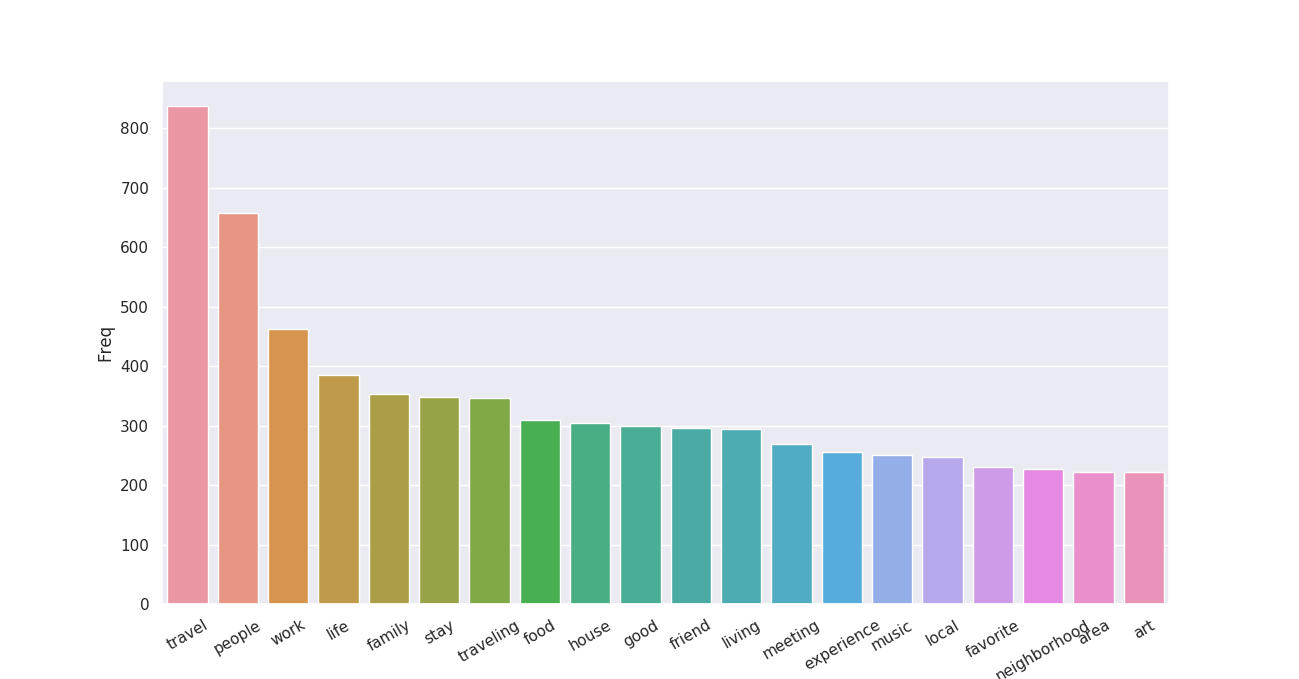 800
700
600
500
400
300
200
100
0
Freq
travel
people
work
life
family
stay
traveling
food
house
good
friend
living
meeting
experience
music
local
favorite
neighborhood
area
art